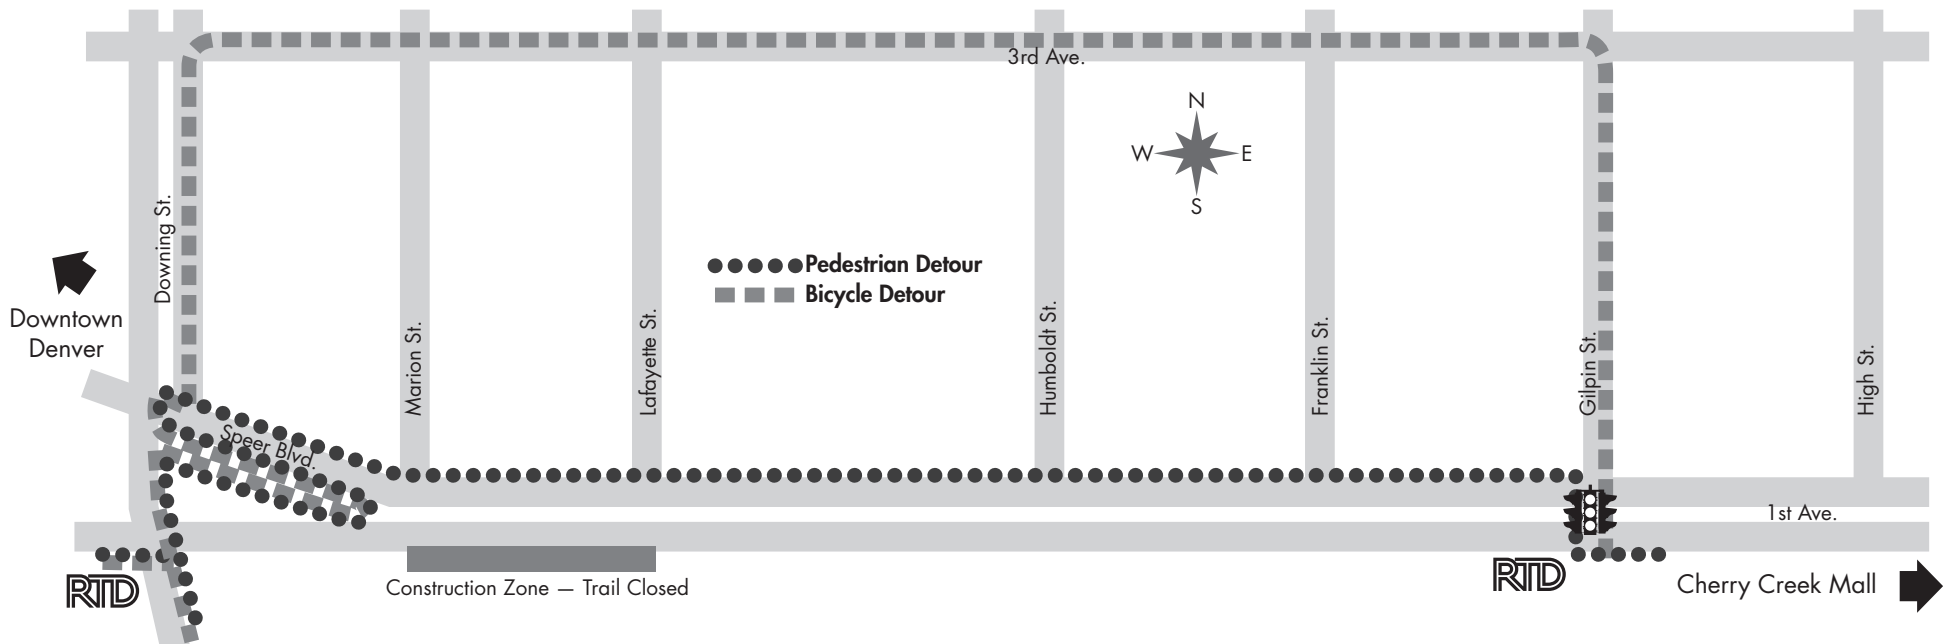 3rd Ave.
N
W
E
S
Downing St.
Pedestrian Detour
Bicycle Detour
Downtown
Denver
Marion St.
Lafayette St.
Humboldt St.
Franklin St.
Gilpin St.
High St.
Speer Blvd.
1st Ave.
RTD
Construction Zone — Trail Closed
RTD
Cherry Creek Mall